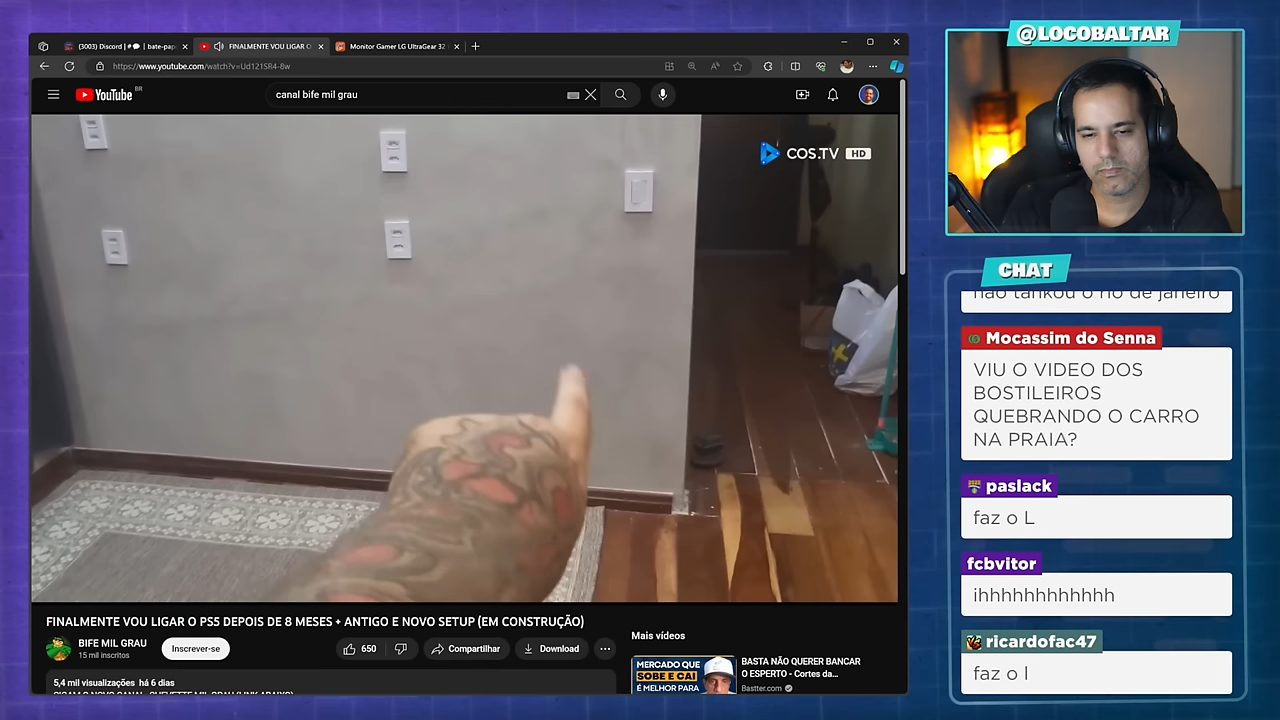 @LOCOBALTAR
(3003) Discord | #💬 | bate-pap
FINALMENTE VOU LIGAR O
Monitor Gamer LG UltraGear 32
https://www.youtube.com/watch?v=Ud121SR4-8w
YouTube BR
canal bife mil grau
COS.TV HD
CHAT
não tankou o rio de janeiro
Mocassim do Senna
VIU O VIDEO DOS
BOSTILEIROS
QUEBRANDO O CARRO
NA PRAIA?
paslack
faz o L
fcbvitor
ihhhhhhhhhhhh
ricardofac47
faz o l
FINALMENTE VOU LIGAR O PS5 DEPOIS DE 8 MESES + ANTIGO E NOVO SETUP (EM CONSTRUÇÃO)
BIFE MIL GRAU
15 mil inscritos
Inscrever-se
650
Compartilhar
Download
5,4 mil visualizações há 6 dias
Mais vídeos
MERCADO QUE
SOBE E CAI
É MELHOR PARA
BASTA NÃO QUERER BANCAR
O ESPERTO - Cortes da...
Bastter.com